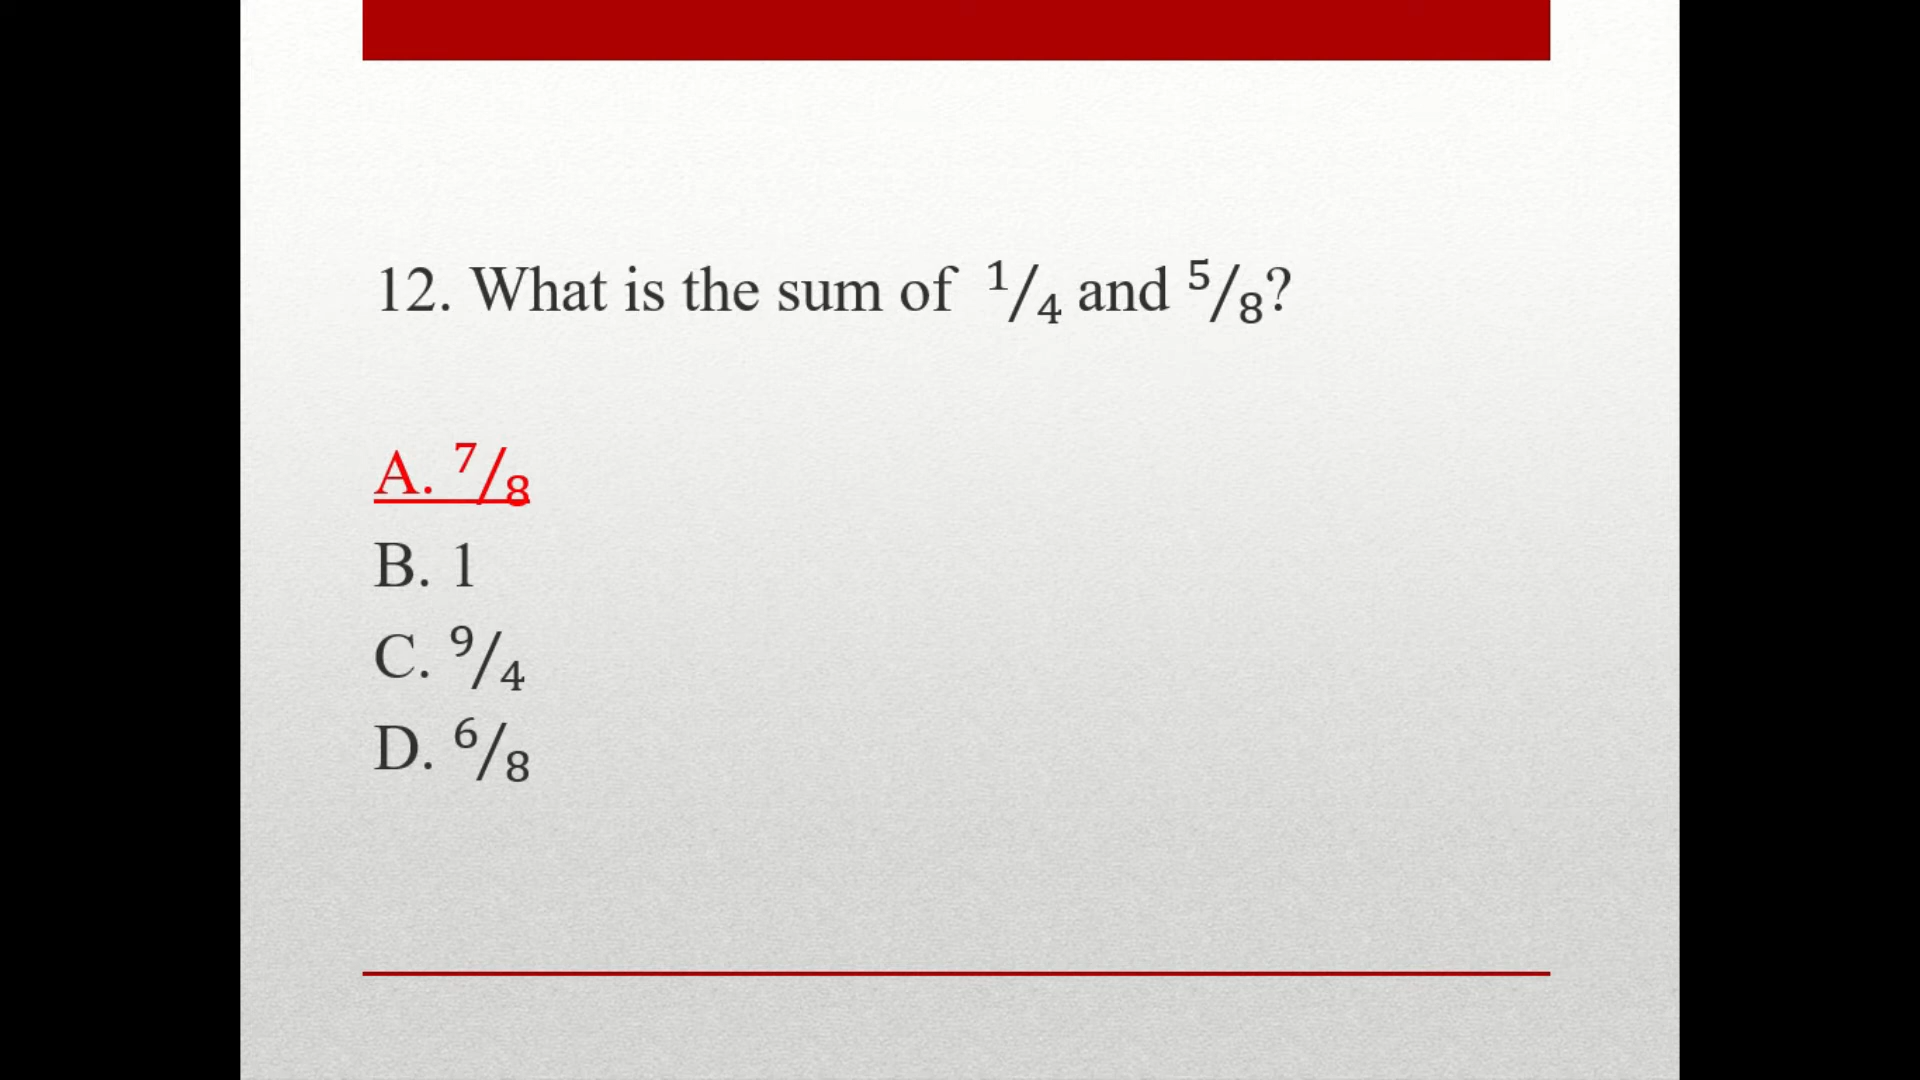 12. What is the sum of ¹/₄ and ⁵/₈?
A. ⁷/₈
B. 1
C. ⁹/₄
D. ⁶/₈